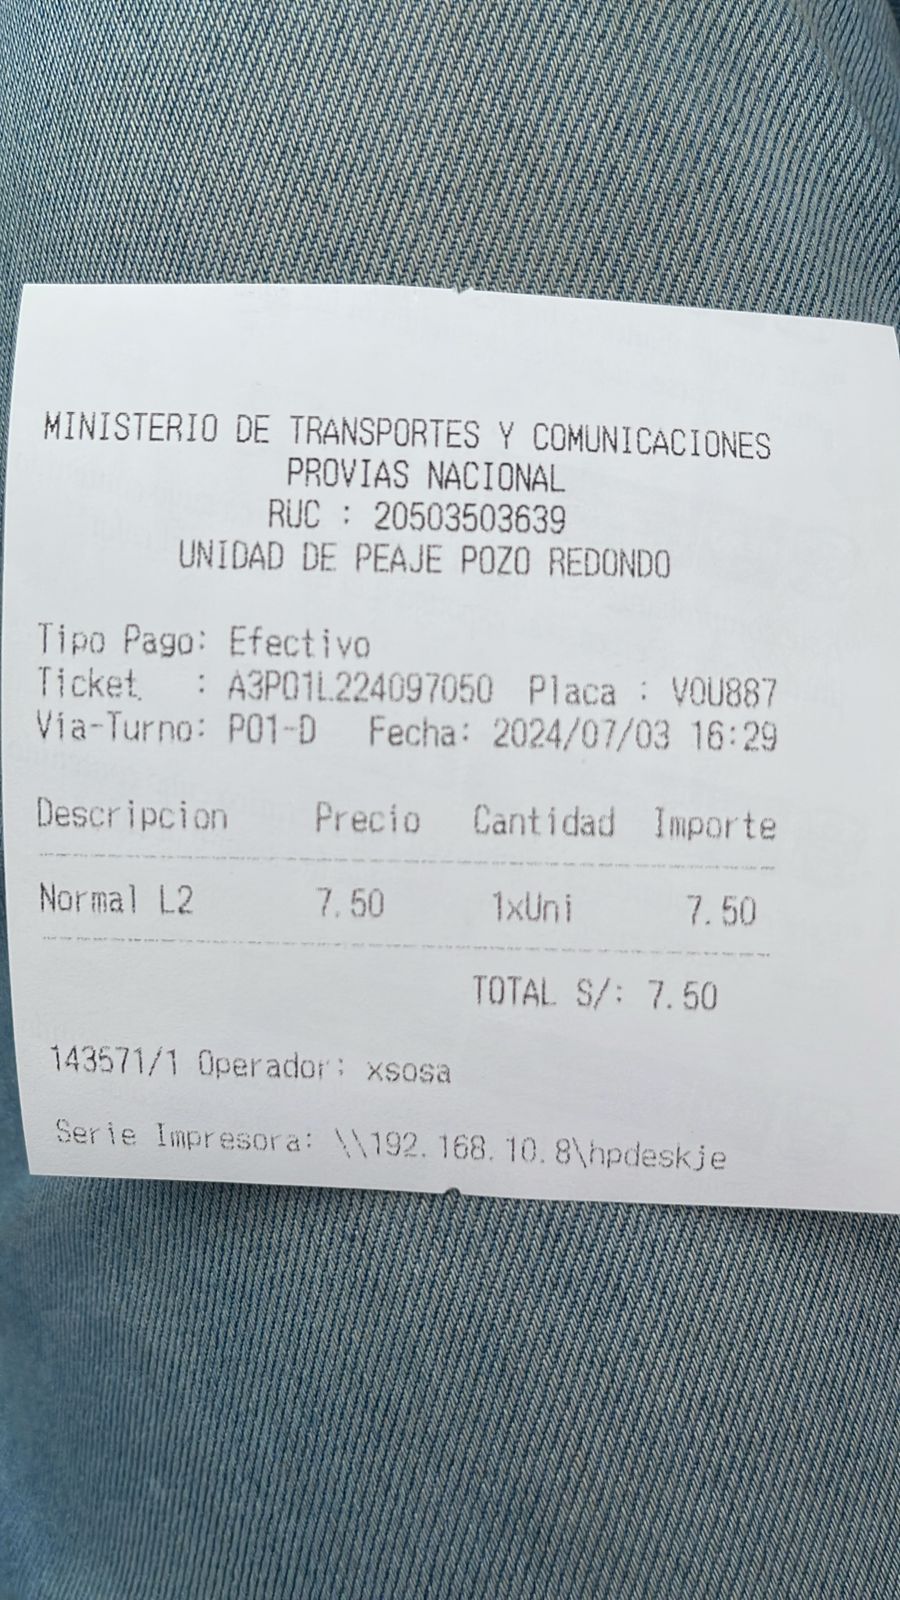 MINISTERIO DE TRANSPORTES Y COMUNICACIONES
PROVIAS NACIONAL
RUC : 20503503639
UNIDAD DE PEAJE POZO REDONDO
Tipo Pago: Efectivo
Ticket : A3P01L224097050 Placa : VOU887
Via-Turno: P01-D Fecha: 2024/07/03 16:29
Descripcion Precio Cantidad Importe
Normal L2 7.50 1xUni 7.50
TOTAL S/: 7.50
143571/1 Operador: xsosa
Serie Impresora: \\192.168.10.8\hpdeskje